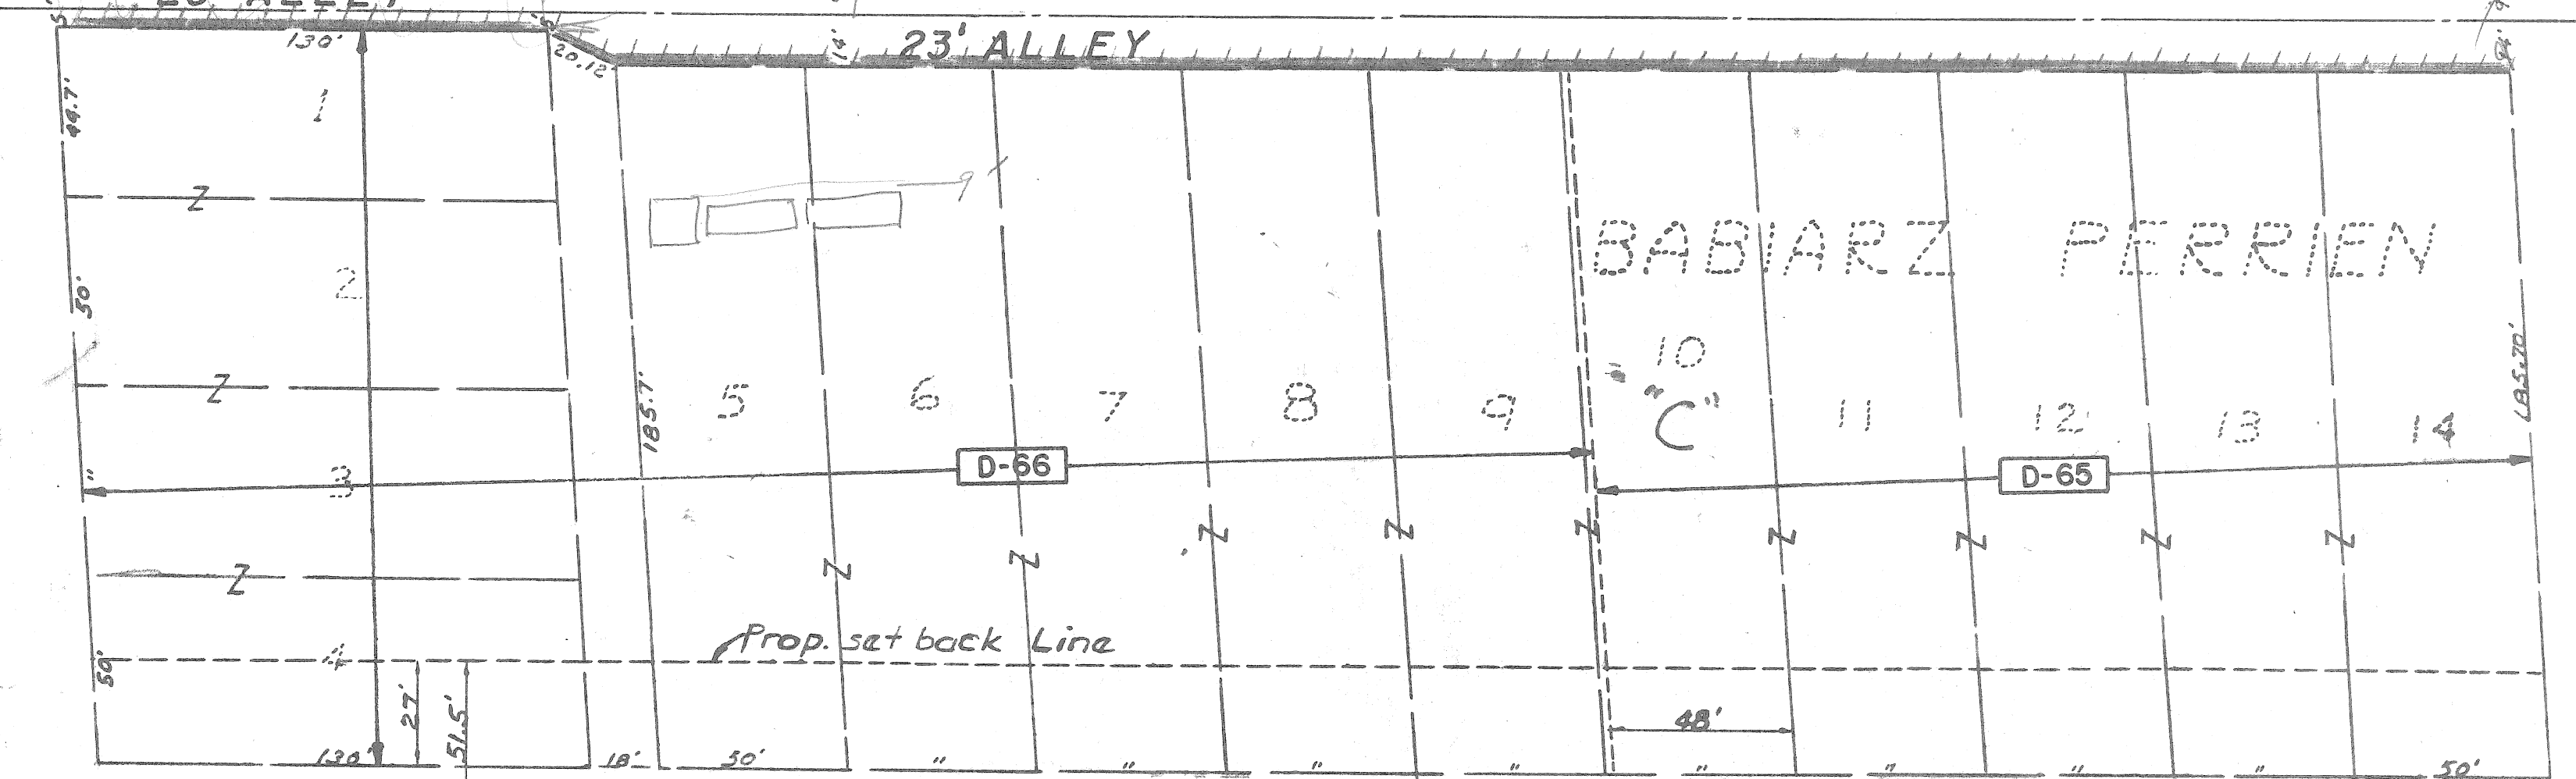 130'
20.12'
14'
23' ALLEY
44.7'
1
Z
BABIARZ PERRIEN
2
50'
10
"C"
185.7'
185.70'
Z
5
6
7
8
9
11
12
13
14
3
"
D-66
D-65
Z
Z
Z
Z
Z
Z
Z
Z
Z
Z
Prop. set back Line
4
50'
27'
51.5'
48'
130'
18'
50'
"
"
"
"
"
"
"
"
50'